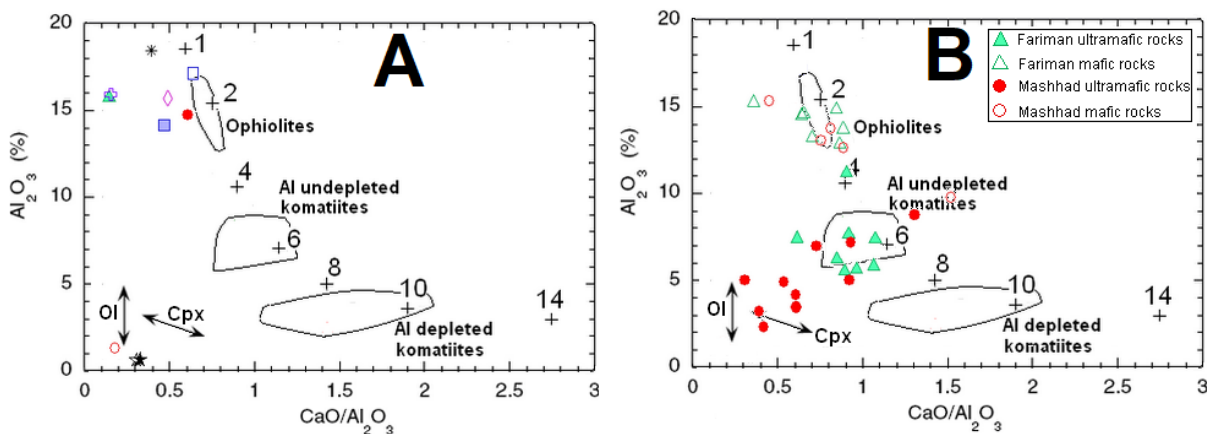 A
20
15
10
5
0
Al2O3 (%)
1
2
Ophiolites
4
Al undepleted
komatiites
6
8
10
14
Ol
Cpx
Al depleted
komatiites
0 0.5 1 1.5 2 2.5 3
CaO/Al2O3
B
Fariman ultramafic rocks
Fariman mafic rocks
Mashhad ultramafic rocks
Mashhad mafic rocks
20
15
10
5
0
Al2O3 (%)
1
2
Ophiolites
4
Al undepleted
komatiites
6
8
10
14
Ol
Cpx
Al depleted
komatiites
0 0.5 1 1.5 2 2.5 3
CaO/Al2O3